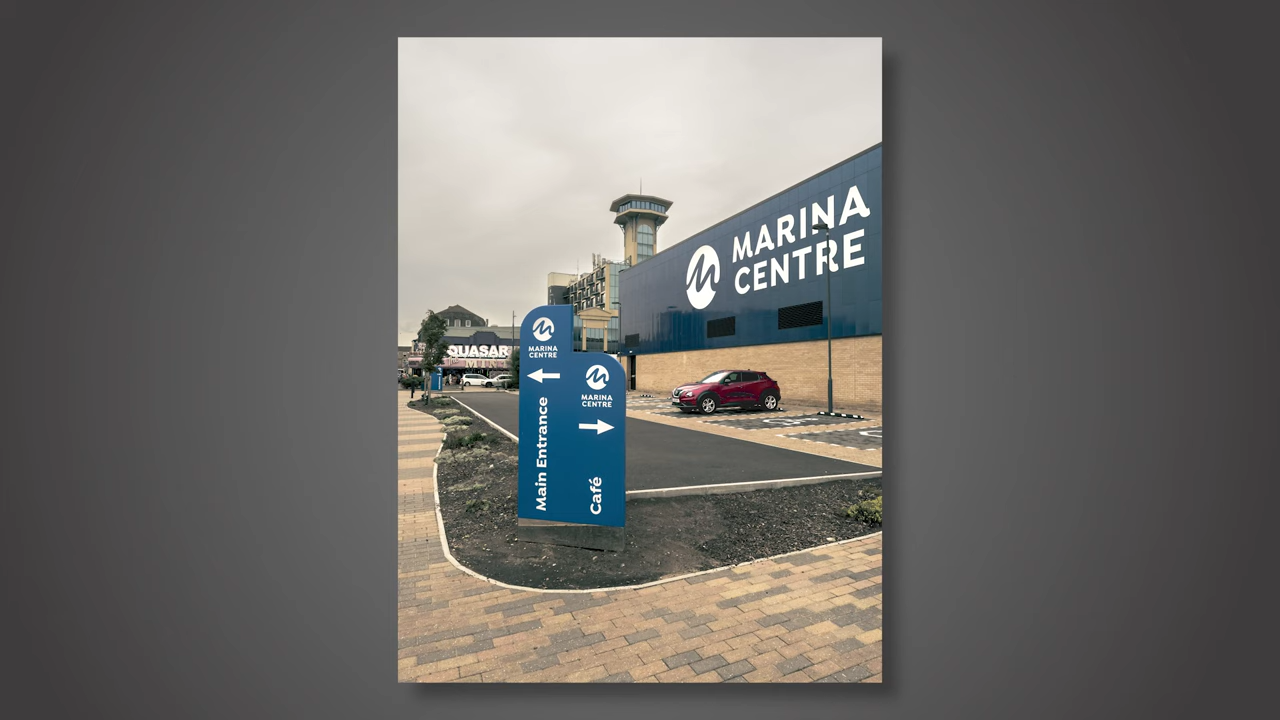 MARINA
CENTRE
MARINA
CENTRE
Main Entrance
MARINA
CENTRE
Café
QUASAR